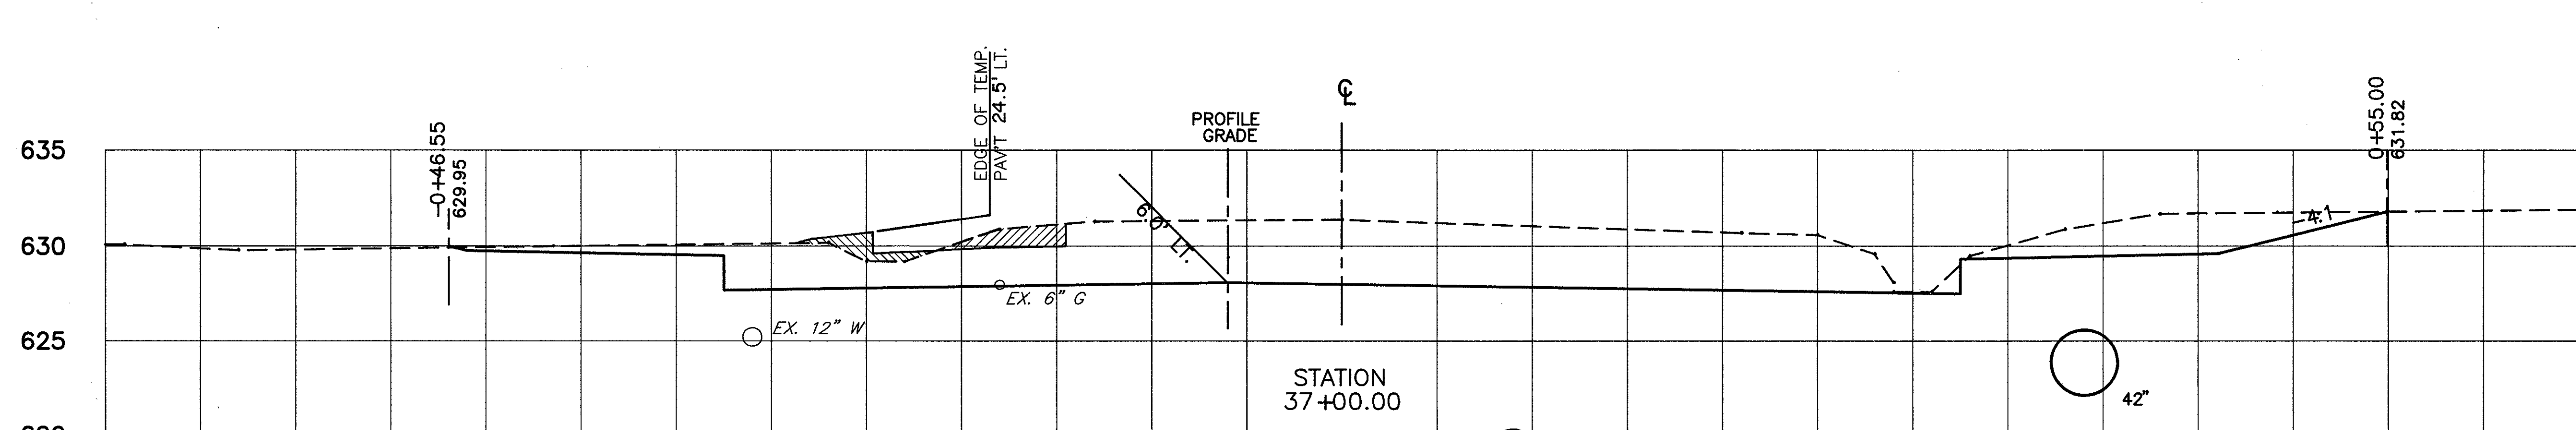 EDGE OF TEMP.
PAV'T 24.5' LT.
℄
PROFILE
GRADE
-0+46.55
629.95
0+55.00
631.82
635
6.0' LT.
4:1
630
EX. 6" G
EX. 12" W
625
STATION
37+00.00
42"